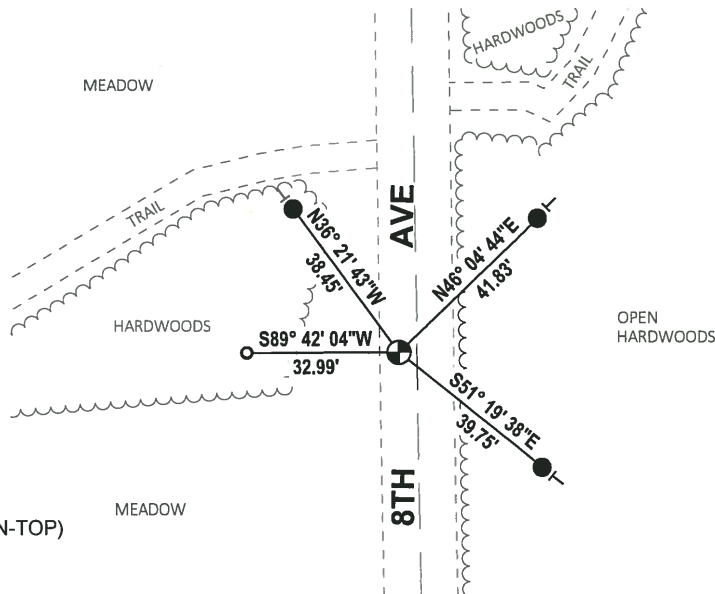 HARDWOODS
TRAIL
MEADOW
TRAIL
AVE
N36° 21' 43"W
38.45'
N46° 04' 44"E
41.83'
HARDWOODS
S89° 42' 04"W
32.99'
OPEN
HARDWOODS
S51° 19' 38"E
39.75'
8TH
MEADOW
N-TOP)